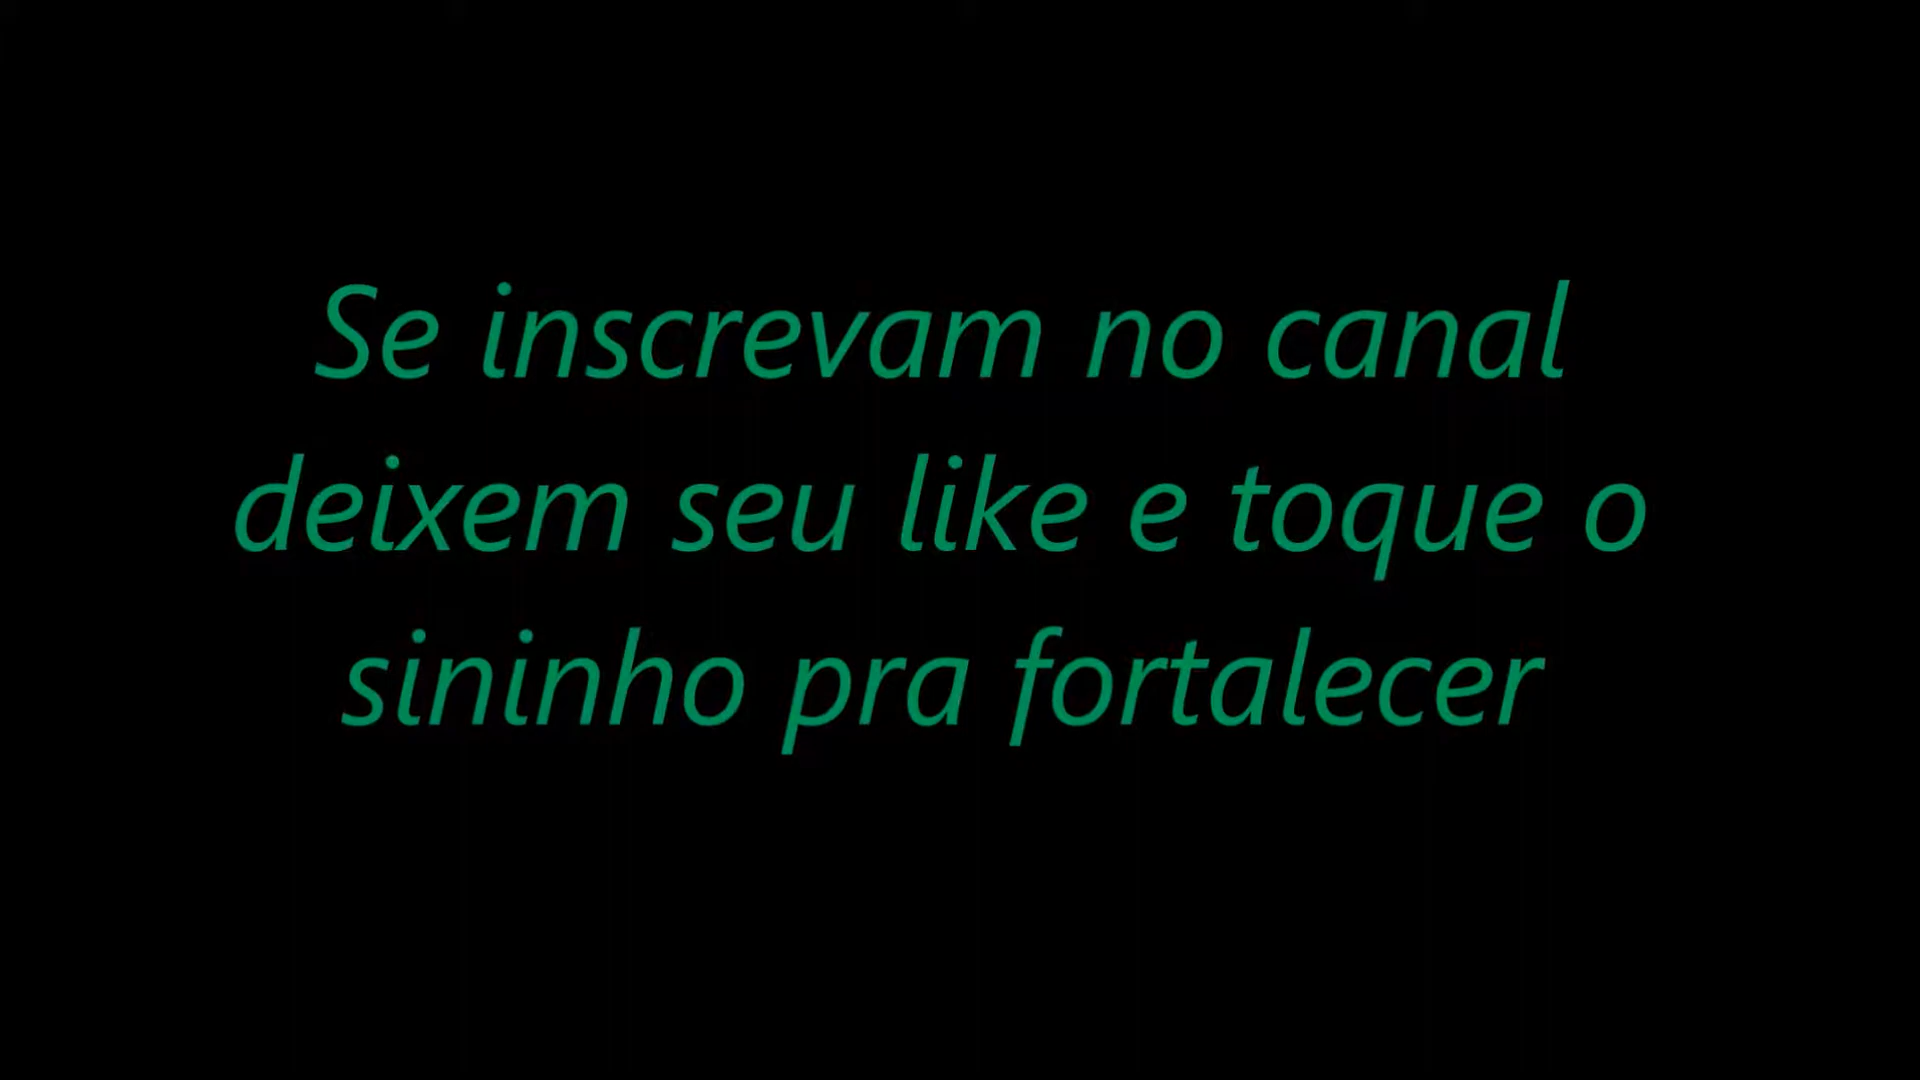 Se inscrevam no canal
deixem seu like e toque o
sininho pra fortalecer